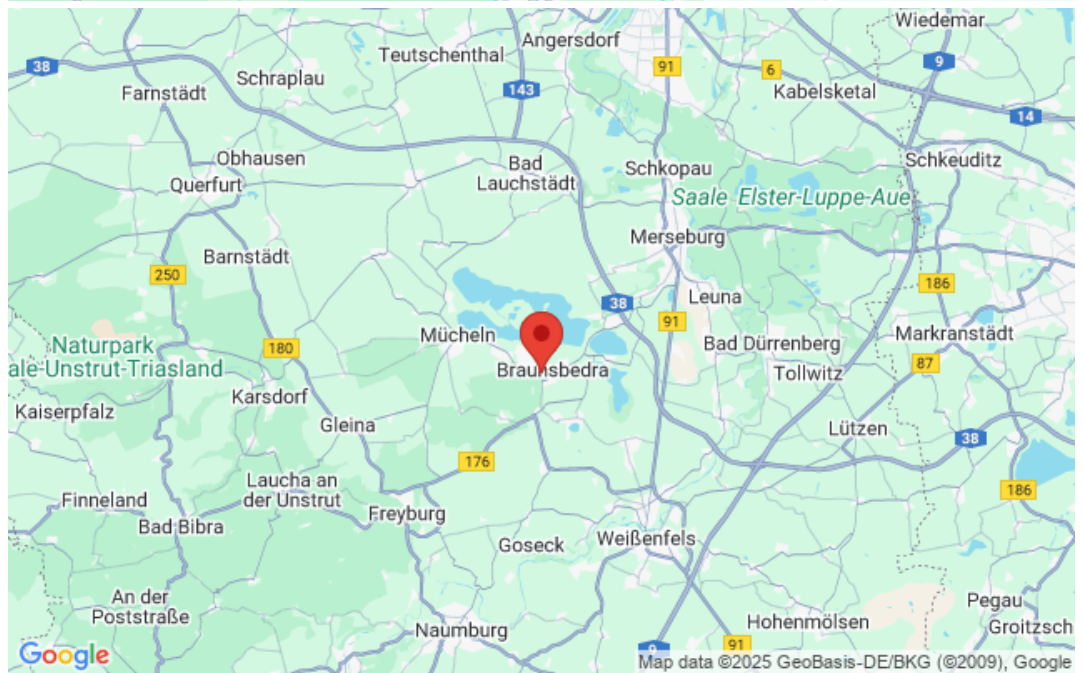 Wiedemar
Angersdorf
Teutschenthal
38
91
9
6
Schraplau
143
Kabelsketal
Farnstädt
14
Obhausen
Bad
Lauchstädt
Schkeuditz
Schkopau
Querfurt
Saale Elster-Luppe-Aue
Merseburg
Barnstädt
250
186
38
Leuna
91
Mücheln
Markranstädt
Naturpark
ale-Unstrut-Triasland
180
Bad Dürrenberg
87
Braunsbedra
Tollwitz
Karsdorf
Kaiserpfalz
Gleina
Lützen
38
176
Laucha an
der Unstrut
186
Finneland
Freyburg
Bad Bibra
Goseck
Weißenfels
An der
Poststraße
Pegau
Hohenmölsen
Groitzsch
Naumburg
91
9
Google
Map data ©2025 GeoBasis-DE/BKG (©2009), Google